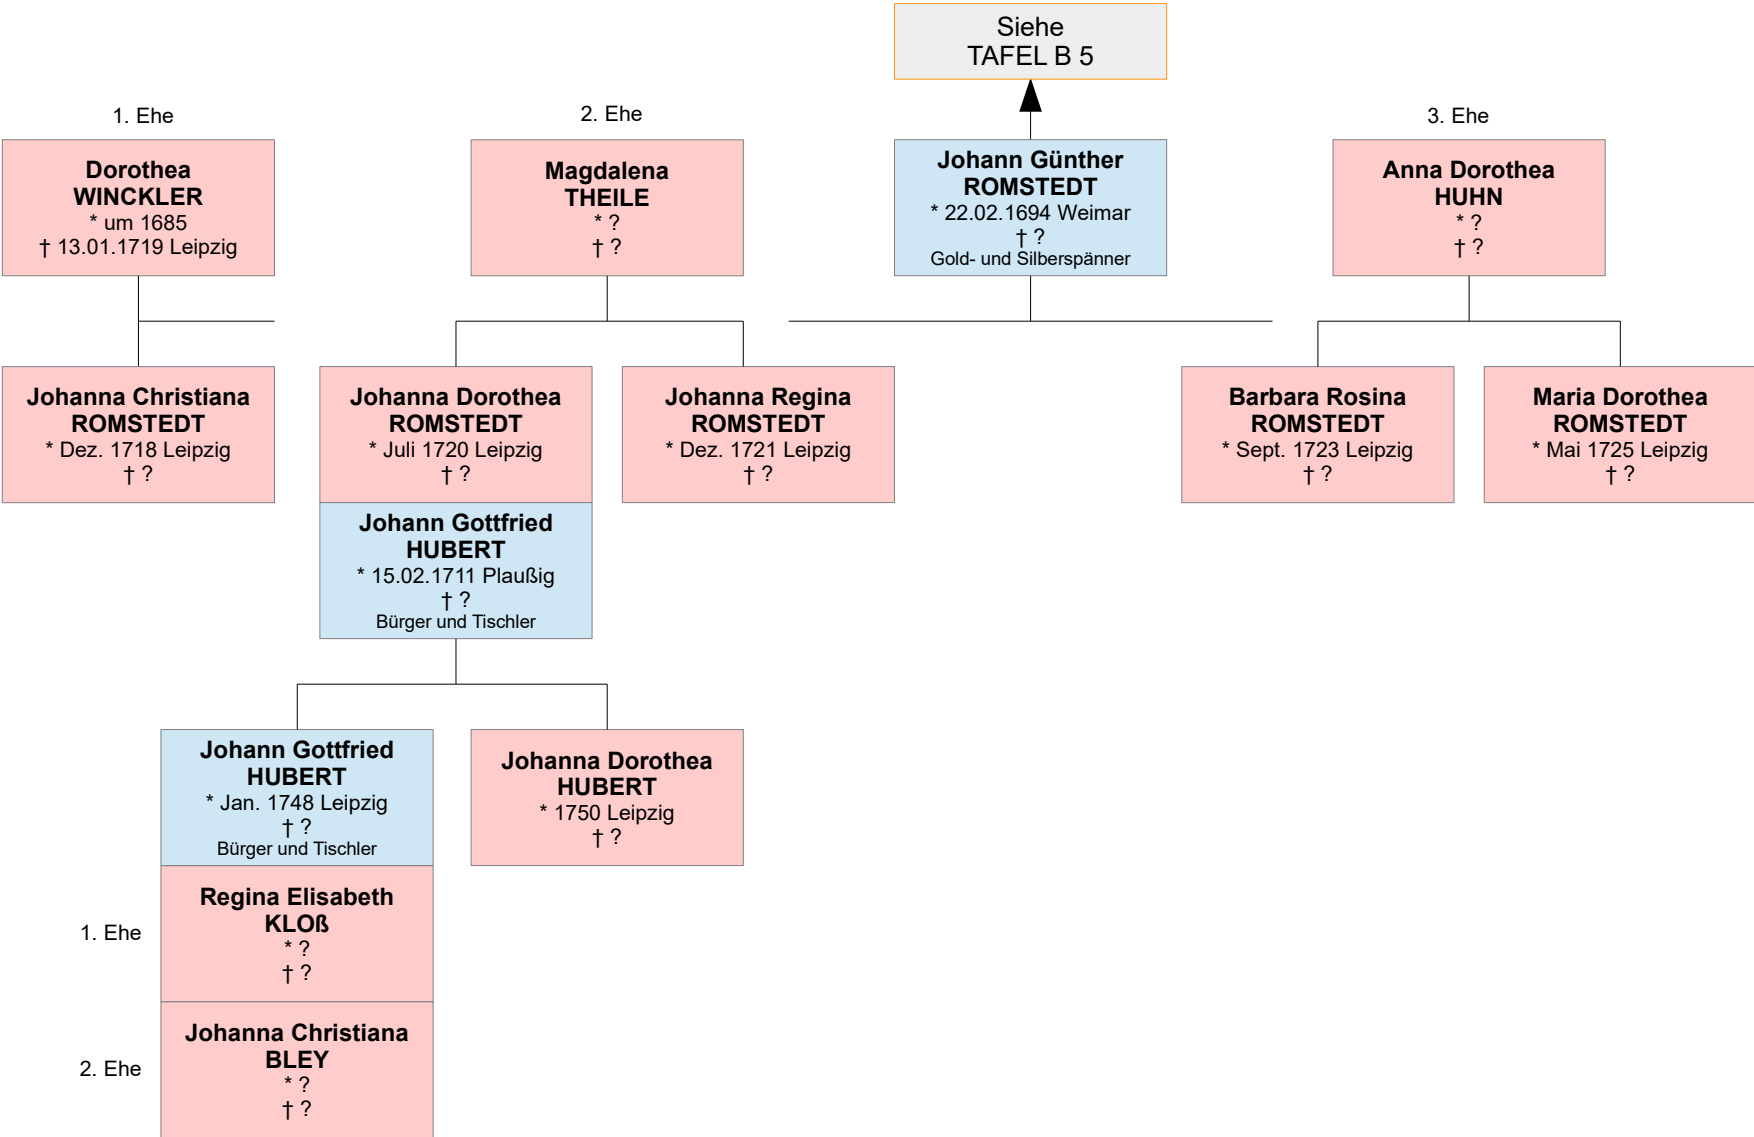 Siehe
TAFEL B 5
1. Ehe
2. Ehe
3. Ehe
Dorothea
WINCKLER
* um 1685
† 13.01.1719 Leipzig
Magdalena
THEILE
* ?
† ?
Johann Günther
ROMSTEDT
* 22.02.1694 Weimar
† ?
Gold- und Silberspänner
Anna Dorothea
HUHN
* ?
† ?
Johanna Christiana
ROMSTEDT
* Dez. 1718 Leipzig
† ?
Johanna Dorothea
ROMSTEDT
* Juli 1720 Leipzig
† ?
Johanna Regina
ROMSTEDT
* Dez. 1721 Leipzig
† ?
Barbara Rosina
ROMSTEDT
* Sept. 1723 Leipzig
† ?
Maria Dorothea
ROMSTEDT
* Mai 1725 Leipzig
† ?
Johann Gottfried
HUBERT
* 15.02.1711 Plaußig
† ?
Bürger und Tischler
Johann Gottfried
HUBERT
* Jan. 1748 Leipzig
† ?
Bürger und Tischler
Johanna Dorothea
HUBERT
* 1750 Leipzig
† ?
1. Ehe
Regina Elisabeth
KLOß
* ?
† ?
2. Ehe
Johanna Christiana
BLEY
* ?
† ?